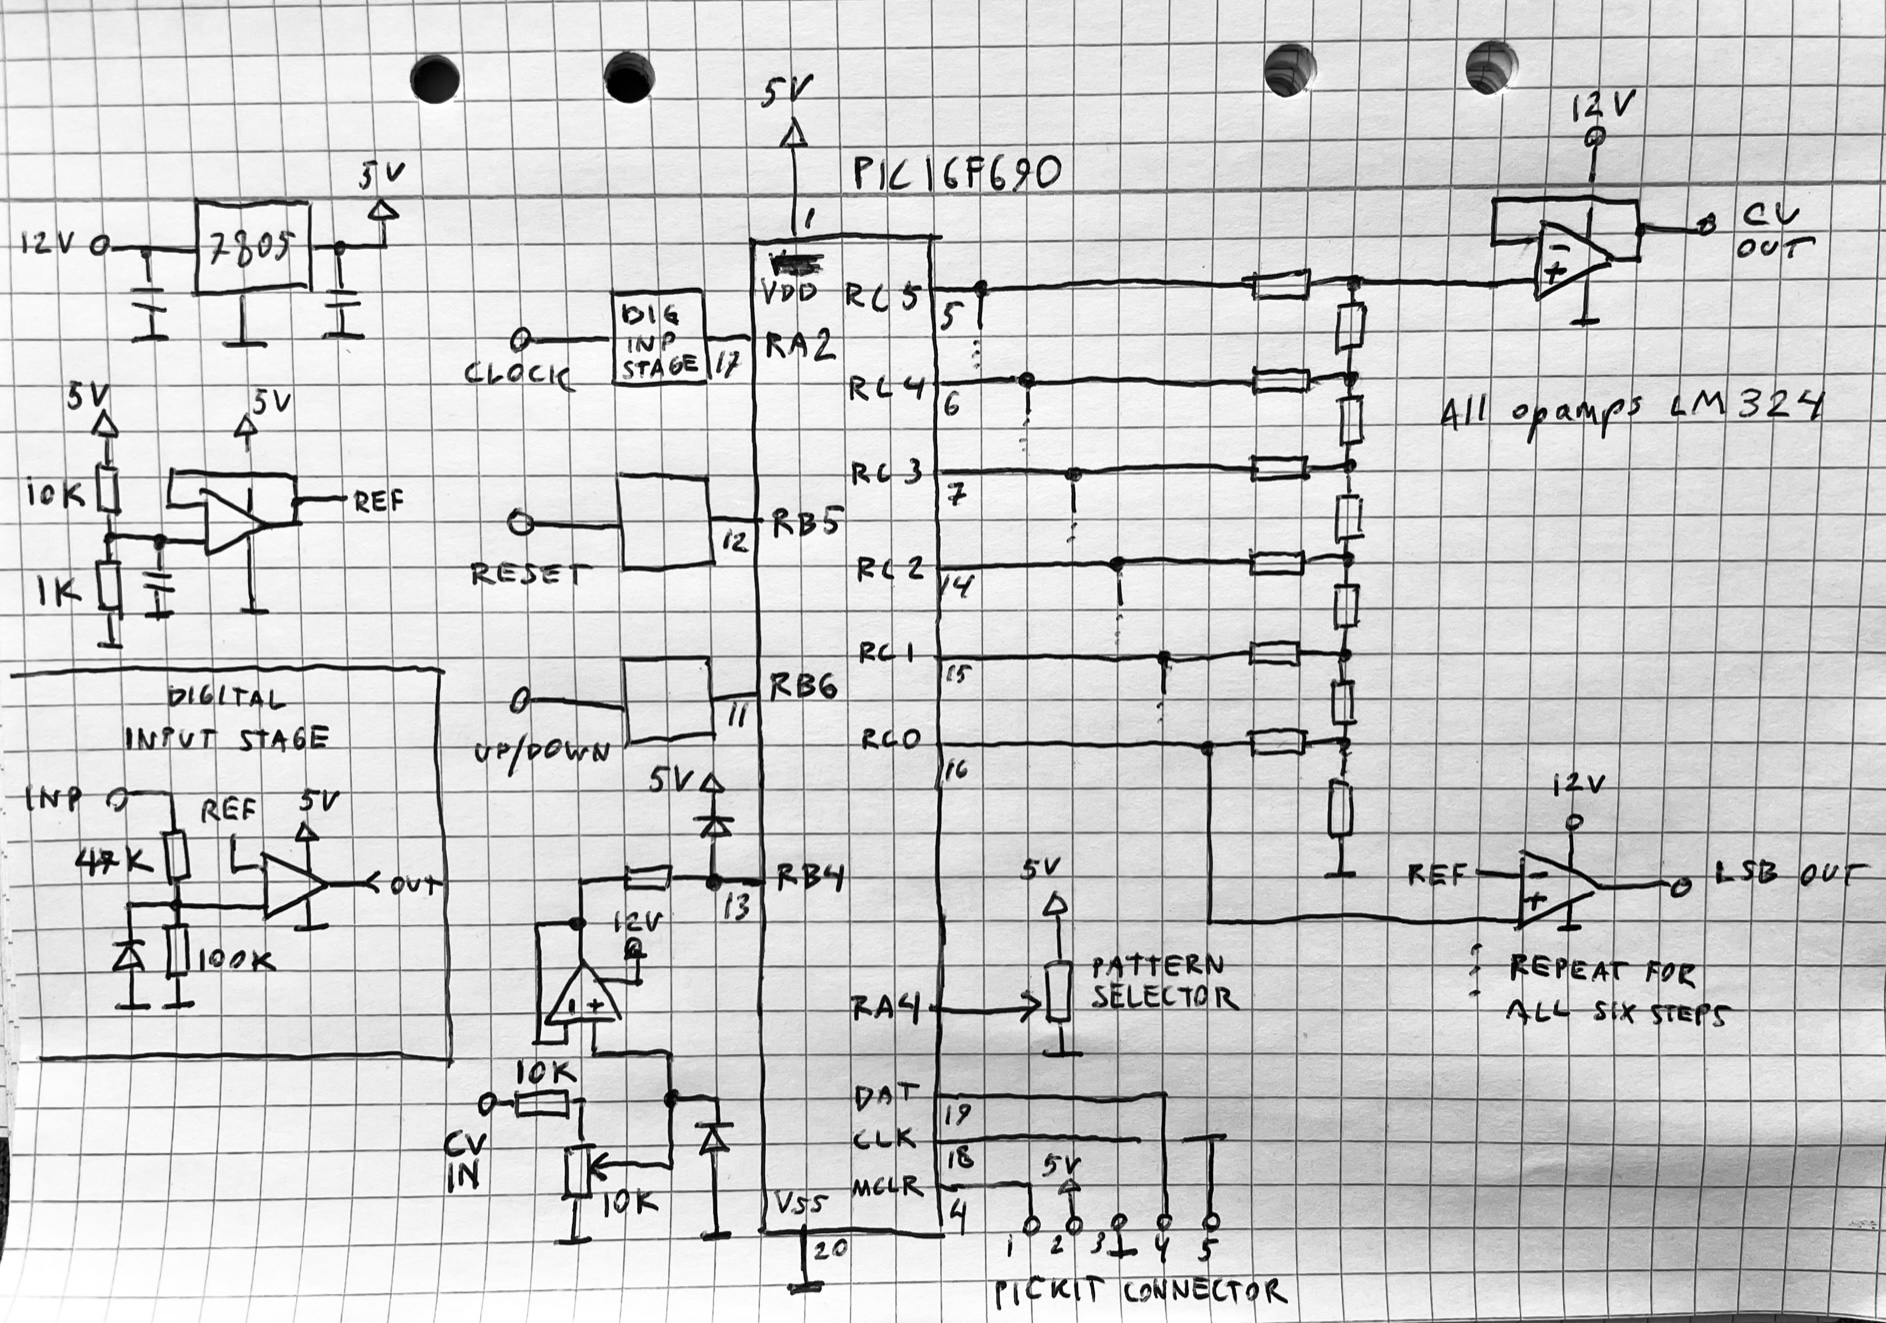 5V
12V
PIC16F690
5V
12V
7805
1
CV
OUT
VDD
RC5
5
DIG
INP
STAGE
RA2
17
CLOCK
RC4
6
5V
5V
All opamps LM324
10K
REF
RC3
7
RB5
12
RESET
1K
RC2
14
RC1
15
DIGITAL
INPUT STAGE
RB6
11
UP/DOWN
RC0
16
5V
12V
INP
REF
5V
47K
OUT
RB4
13
12V
5V
REF
-
+
LSB OUT
100K
PATTERN
SELECTOR
REPEAT FOR
ALL SIX STEPS
RA4
-
+
10K
CV
IN
10K
DAT
19
CLK
18
5V
MCLR
4
VSS
20
1
2
3
4
5
PICKIT CONNECTOR